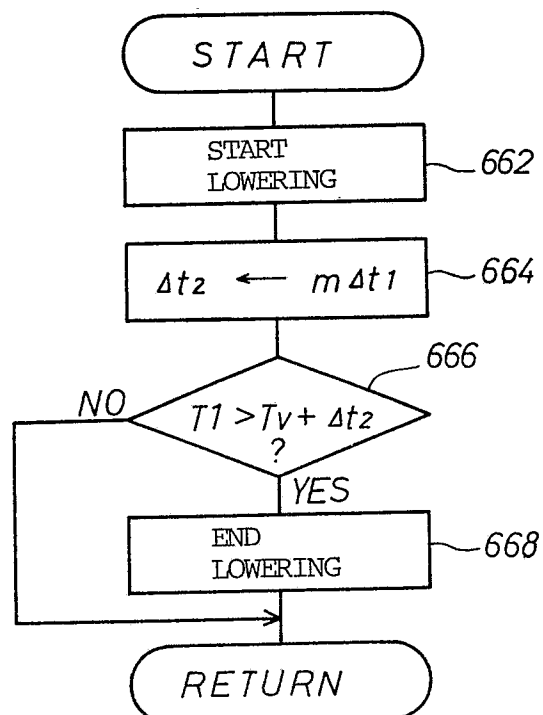 START
START
LOWERING
662
Δt2 ← mΔt1
664
666
NO
T1 > Tv + Δt2
?
YES
END
LOWERING
668
RETURN